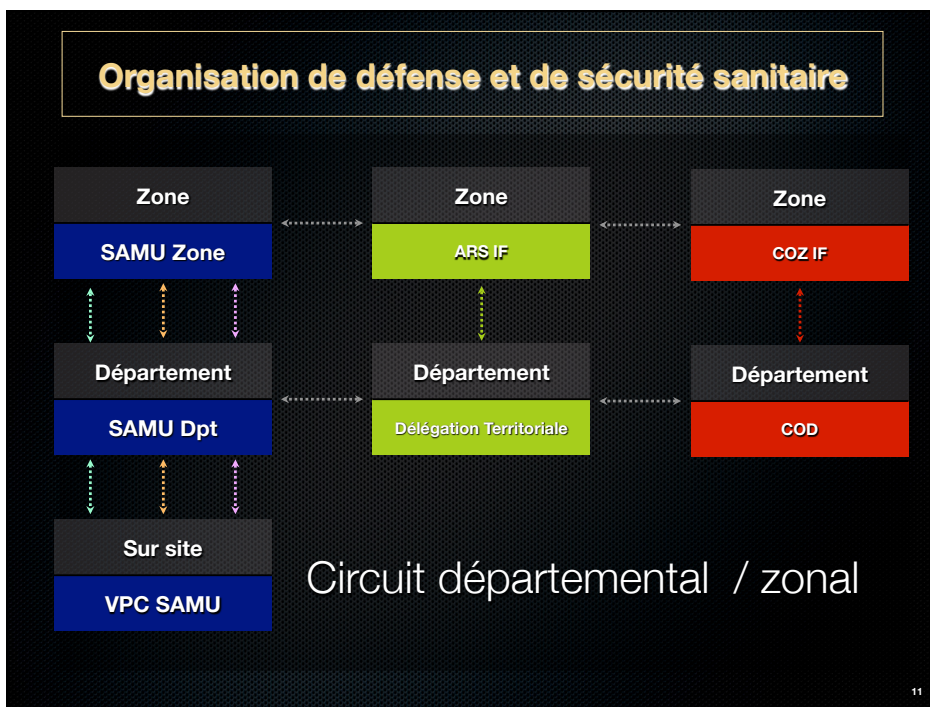 Organisation de défense et de sécurité sanitaire
Zone
SAMU Zone
Zone
ARS IF
Zone
COZ IF
Département
SAMU Dpt
Département
Délégation Territoriale
Département
COD
Sur site
VPC SAMU
Circuit départemental / zonal
11